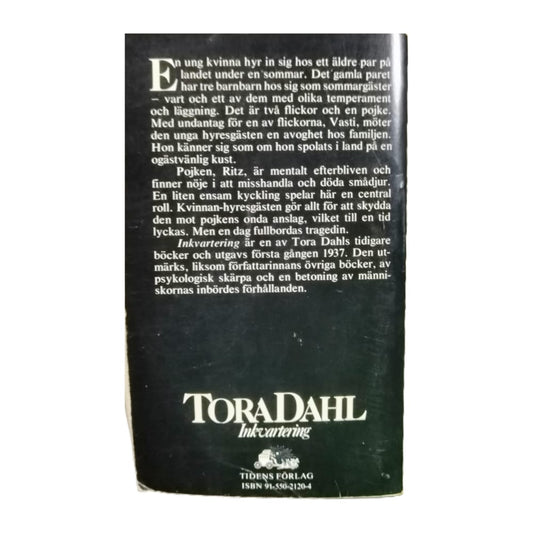 En ung kvinna hyr in sig hos ett äldre par på
landet under en sommar. Det gamla paret
har tre barnbarn hos sig som sommargäster
– vart och ett av dem med olika temperament
och läggning. Det är två flickor och en pojke.
Med undantag för en av flickorna, Vasti, möter
den unga hyresgästen en avoghet hos familjen.
Hon känner sig som om hon spolats i land på en
ogästvänlig kust.
Pojken, Ritz, är mentalt efterbliven och
finner nöje i att misshandla och döda smådjur.
En liten ensam kyckling spelar här en central
roll. Kvinnan-hyresgästen gör allt för att skydda
den mot pojkens onda anslag, vilket till en tid
lyckas. Men en dag fullbordas tragedin.
Inkvartering är en av Tora Dahls tidigare
böcker och utgavs första gången 1937. Den ut-
märks, liksom författarinnans övriga böcker, av
psykologisk skärpa och en betoning av männi-
skornas inbördes förhållanden.
TORA DAHL
Inkvartering
TIDENS FÖRLAG
ISBN 91-550-2120-4